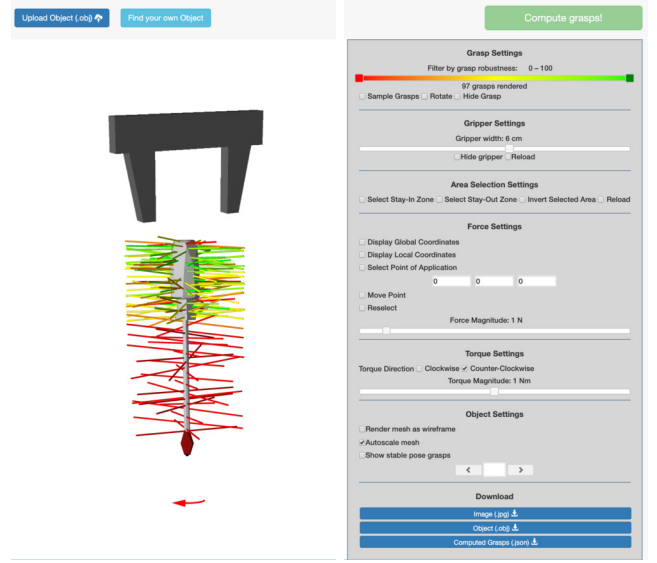 Upload Object (.obj)
Find your own Object
Compute grasps!
Grasp Settings
Filter by grasp robustness: 0 – 100
97 grasps rendered
Sample Grasps Rotate Hide Grasp
Gripper Settings
Gripper width: 6 cm
Hide gripper Reload
Area Selection Settings
Select Stay-In Zone Select Stay-Out Zone Invert Selected Area Reload
Force Settings
Display Global Coordinates
Display Local Coordinates
Select Point of Application
0 0 0
Move Point
Reselect
Force Magnitude: 1 N
Torque Settings
Torque Direction Clockwise Counter-Clockwise
Torque Magnitude: 1 Nm
Object Settings
Render mesh as wireframe
Autoscale mesh
Show stable pose grasps
Download
Image (.jpg)
Object (.obj)
Computed Grasps (.json)